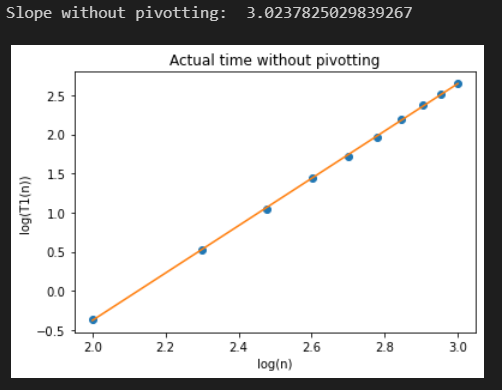 Slope without pivotting:  3.0237825029839267
Actual time without pivotting
2.5
2.0
1.5
1.0
0.5
0.0
−0.5
log(T1(n))
2.0 2.2 2.4 2.6 2.8 3.0
log(n)